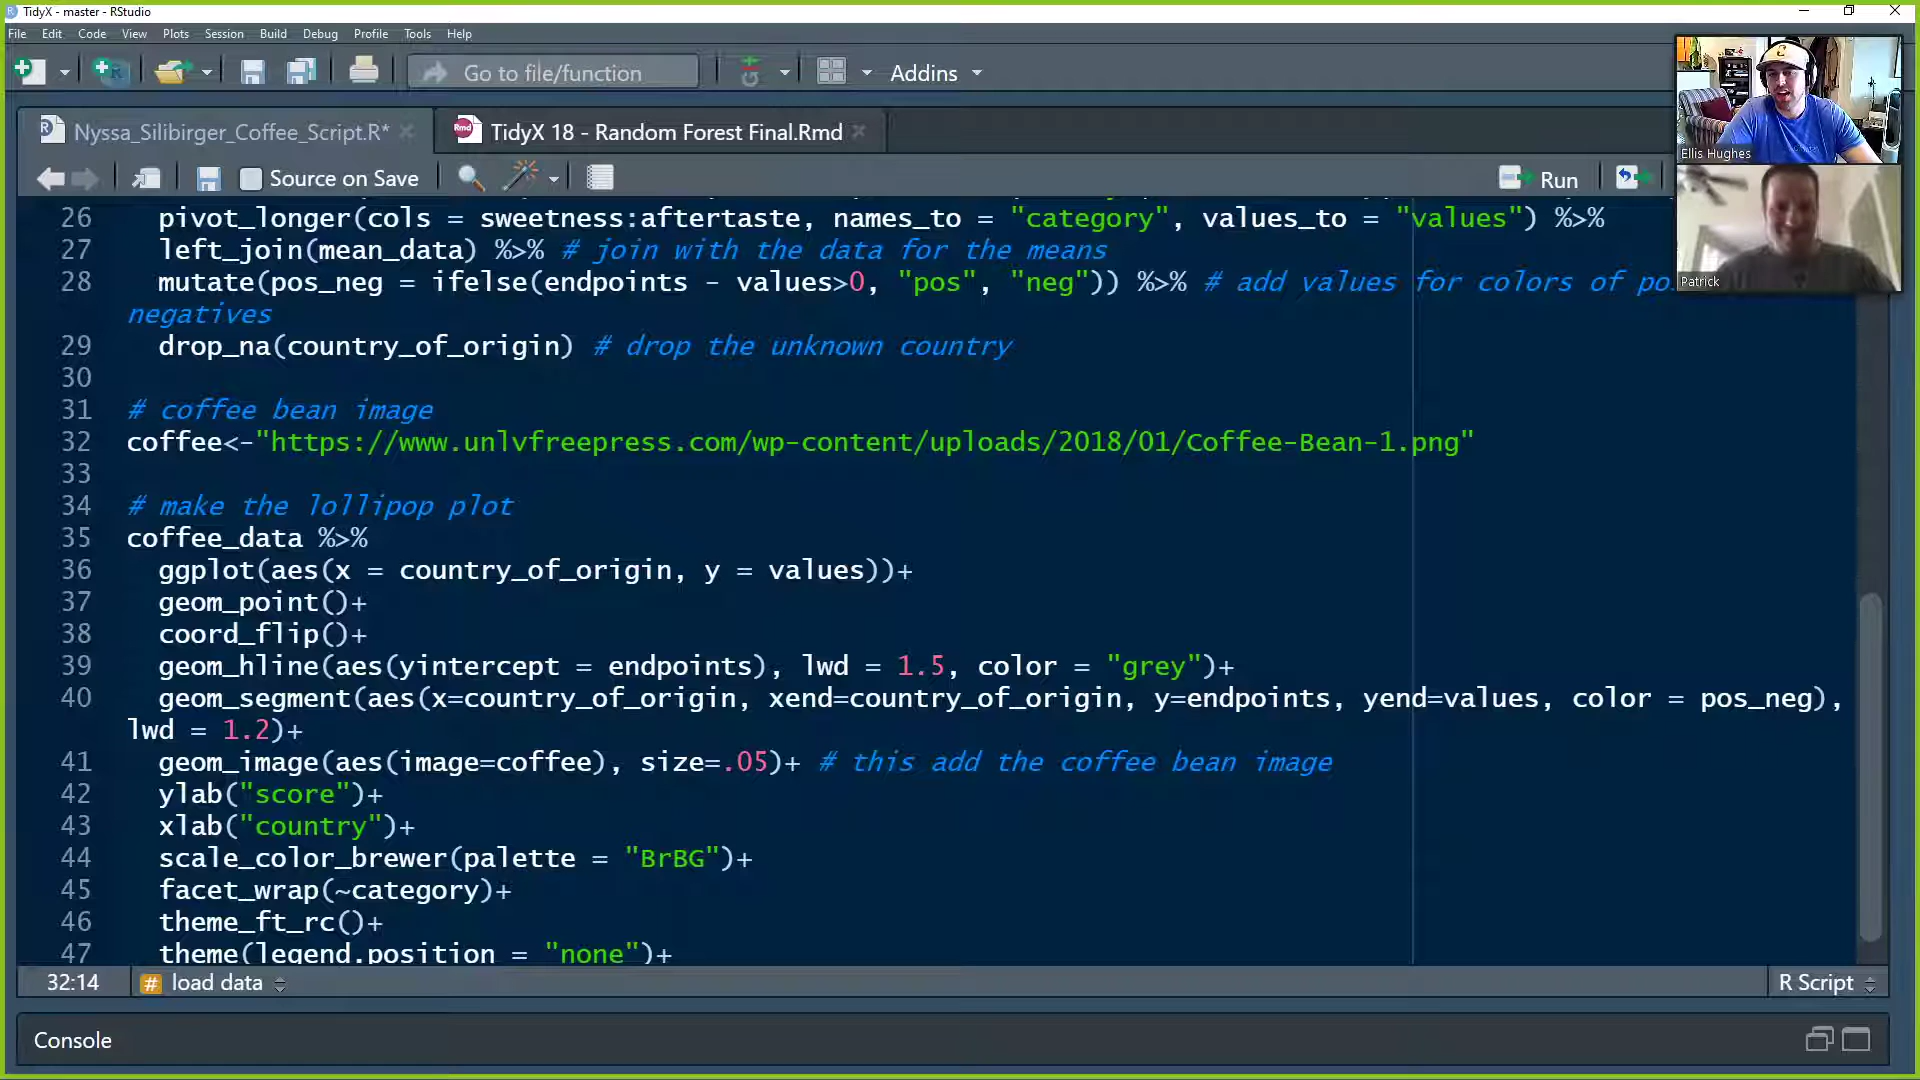 TidyX - master - RStudio
File Edit Code View Plots Session Build Debug Profile Tools Help
Go to file/function Addins
Nyssa_Silibirger_Coffee_Script.R* TidyX 18 - Random Forest Final.Rmd
Source on Save Run
Ellis Hughes
Patrick
26 pivot_longer(cols = sweetness:aftertaste, names_to = "category", values_to = "values") %>%
27 left_join(mean_data) %>% # join with the data for the means
28 mutate(pos_neg = ifelse(endpoints - values>0, "pos", "neg")) %>% # add values for colors of
negatives
29 drop_na(country_of_origin) # drop the unknown country
30
31 # coffee bean image
32 coffee<-"https://www.unlvfreepress.com/wp-content/uploads/2018/01/Coffee-Bean-1.png"
33
34 # make the lollipop plot
35 coffee_data %>%
36 ggplot(aes(x = country_of_origin, y = values))+
37 geom_point()+
38 coord_flip()+
39 geom_hline(aes(yintercept = endpoints), lwd = 1.5, color = "grey")+
40 geom_segment(aes(x=country_of_origin, xend=country_of_origin, y=endpoints, yend=values, color = pos_neg),
lwd = 1.2)+
41 geom_image(aes(image=coffee), size=.05)+ # this add the coffee bean image
42 ylab("score")+
43 xlab("country")+
44 scale_color_brewer(palette = "BrBG")+
45 facet_wrap(~category)+
46 theme_ft_rc()+
47 theme(legend.position = "none")+
32:14 # load data R Script
Console